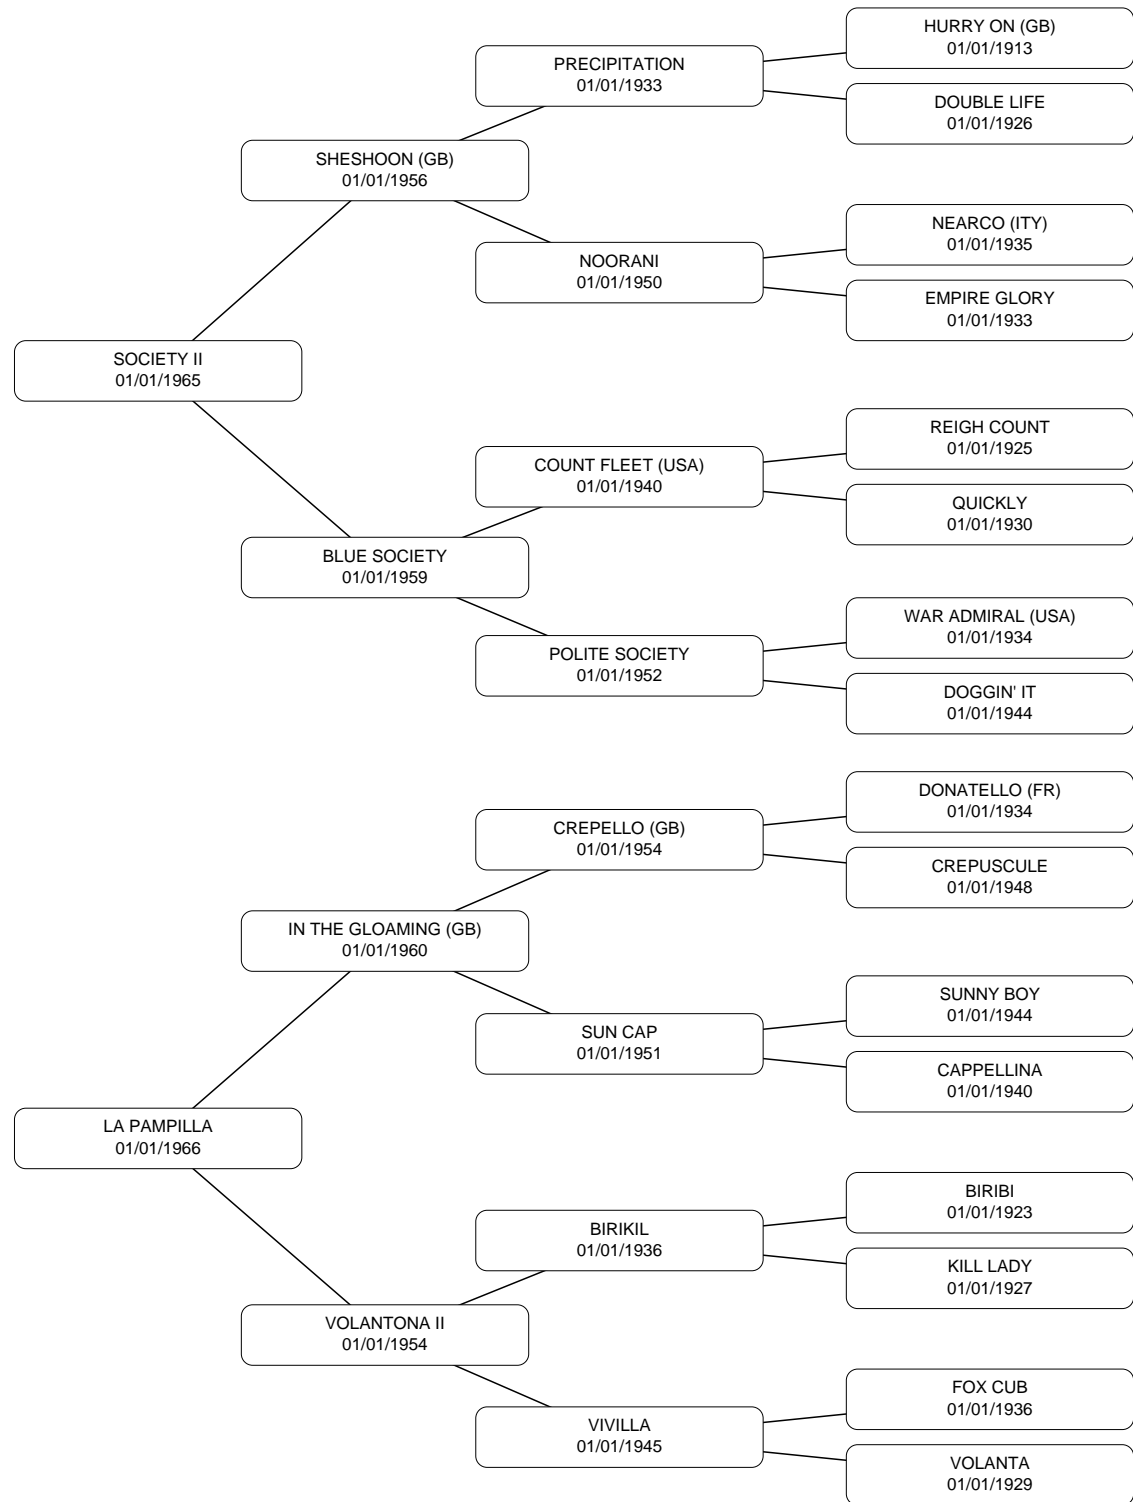 HURRY ON (GB)
01/01/1913
PRECIPITATION
01/01/1933
DOUBLE LIFE
01/01/1926
SHESHOON (GB)
01/01/1956
NEARCO (ITY)
01/01/1935
NOORANI
01/01/1950
EMPIRE GLORY
01/01/1933
SOCIETY II
01/01/1965
REIGH COUNT
01/01/1925
COUNT FLEET (USA)
01/01/1940
QUICKLY
01/01/1930
BLUE SOCIETY
01/01/1959
WAR ADMIRAL (USA)
01/01/1934
POLITE SOCIETY
01/01/1952
DOGGIN' IT
01/01/1944
DONATELLO (FR)
01/01/1934
CREPELLO (GB)
01/01/1954
CREPUSCULE
01/01/1948
IN THE GLOAMING (GB)
01/01/1960
SUNNY BOY
01/01/1944
SUN CAP
01/01/1951
CAPPELLINA
01/01/1940
LA PAMPILLA
01/01/1966
BIRIBI
01/01/1923
BIRIKIL
01/01/1936
KILL LADY
01/01/1927
VOLANTONA II
01/01/1954
FOX CUB
01/01/1936
VIVILLA
01/01/1945
VOLANTA
01/01/1929